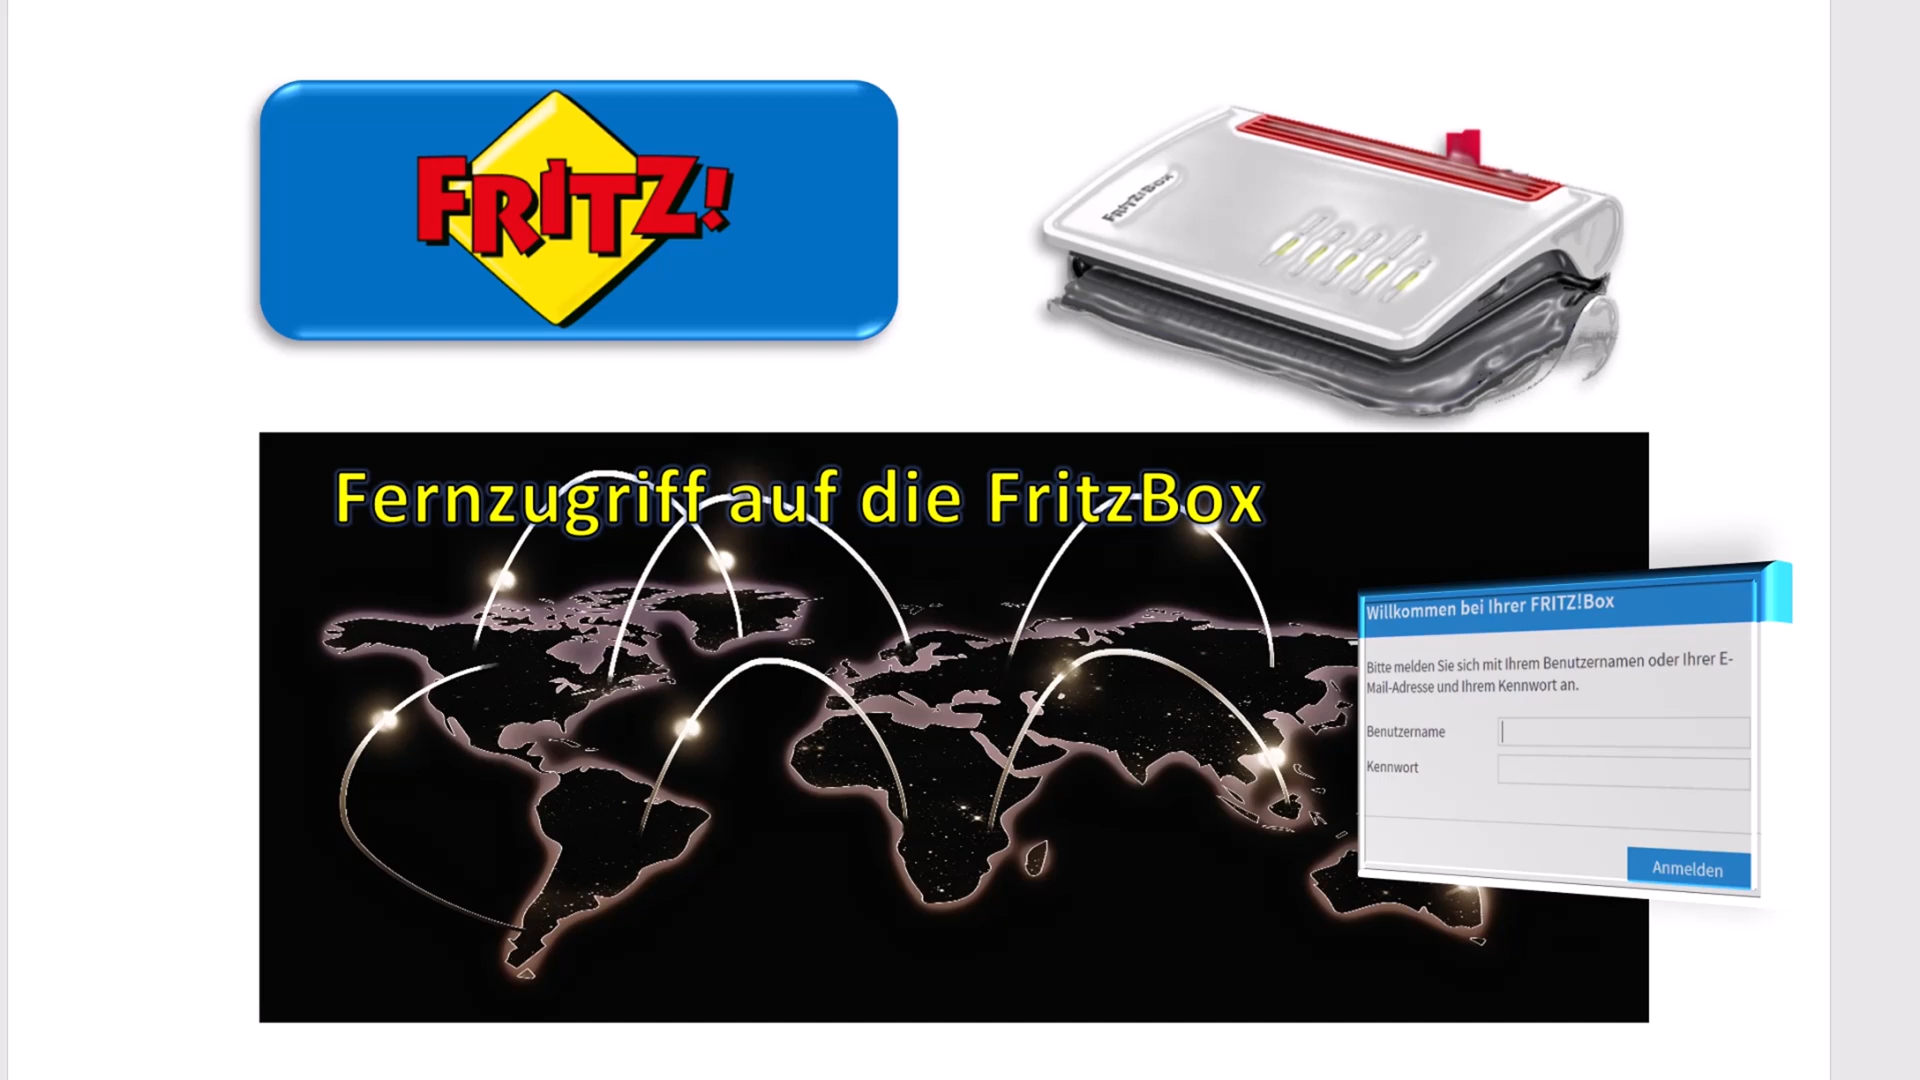 FRITZ!
FRITZ!Box
Fernzugriff auf die FritzBox
Willkommen bei Ihrer FRITZ!Box
Bitte melden Sie sich mit Ihrem Benutzernamen oder Ihrer E-
Mail-Adresse und Ihrem Kennwort an.
Benutzername
Kennwort
Anmelden